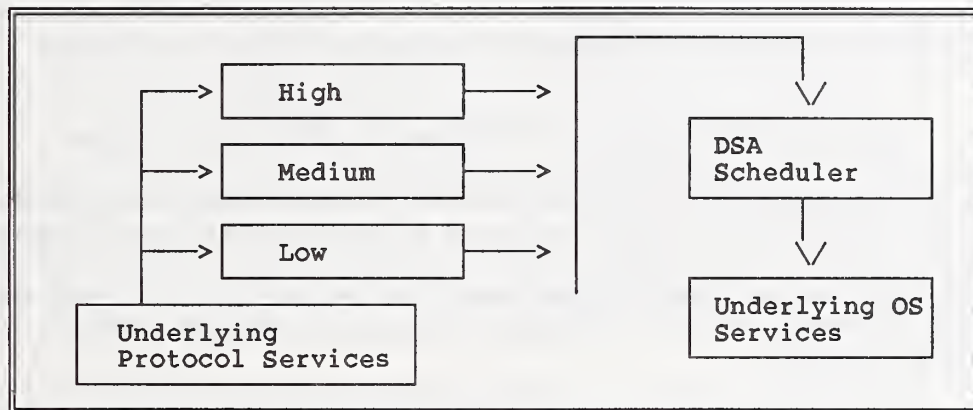 High
Medium
Low
Underlying
Protocol Services
DSA
Scheduler
Underlying OS
Services